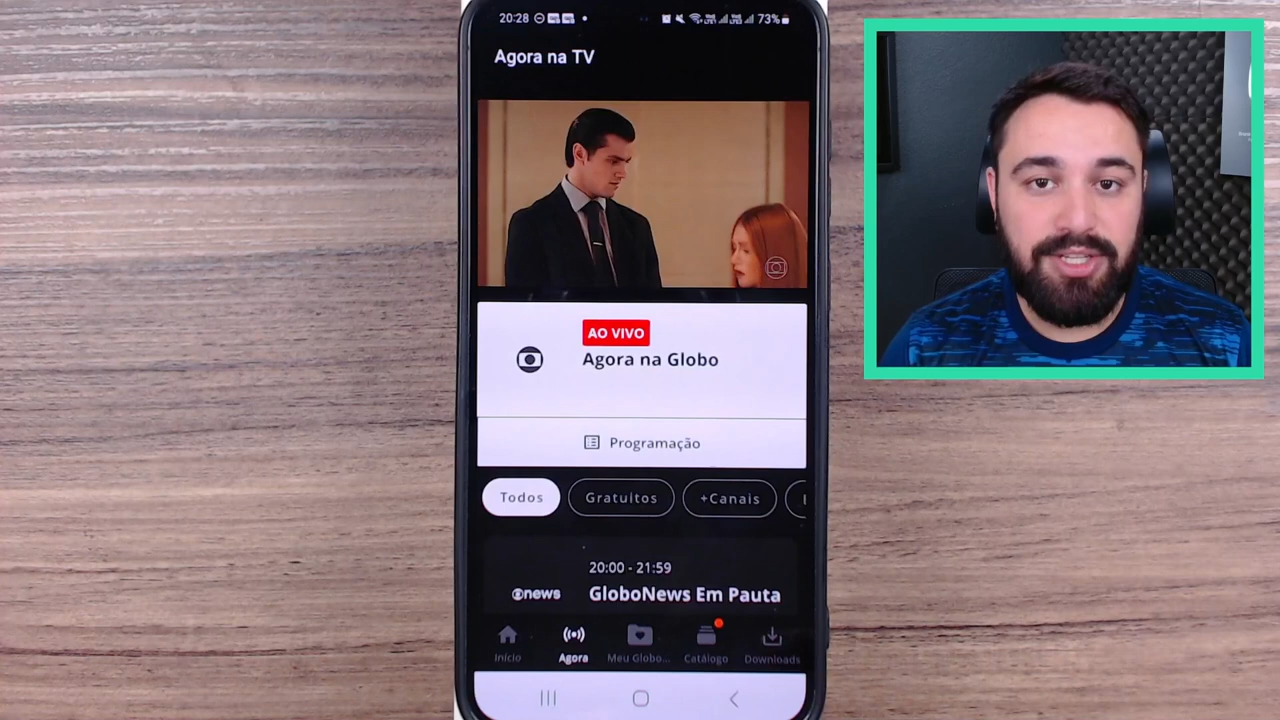 20:28
73%
Agora na TV
AO VIVO
Agora na Globo
Programação
Todos
Gratuitos
+Canais
20:00 - 21:59
news
GloboNews Em Pauta
Início
Agora
Meu Globo...
Catálogo
Downloads